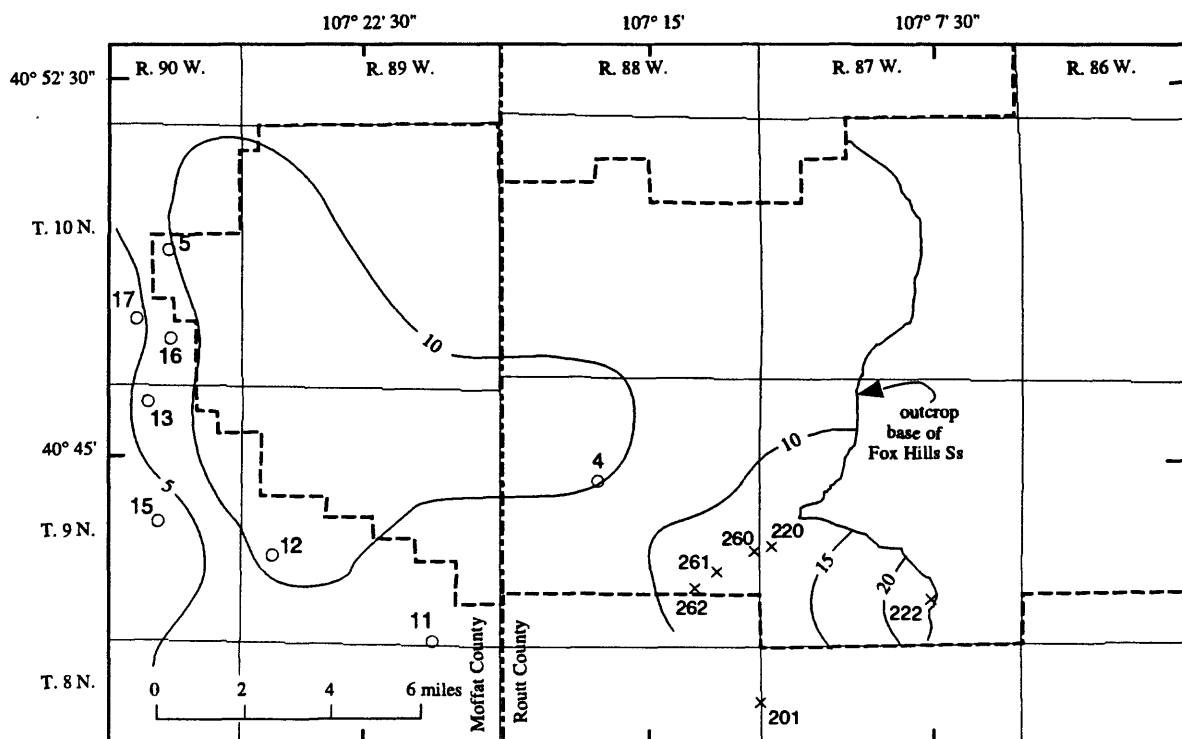 107° 22' 30"
107° 15'
107° 7' 30"
40° 52' 30"
R. 90 W.
R. 89 W.
R. 88 W.
R. 87 W.
R. 86 W.
T. 10 N.
5
17
16
10
13
outcrop
base of
Fox Hills Ss
10
40° 45'
4
5
15
T. 9 N.
12
260
220
261
15
20
262
222
11
Moffat County
Routt County
T. 8 N.
0 2 4 6 miles
201